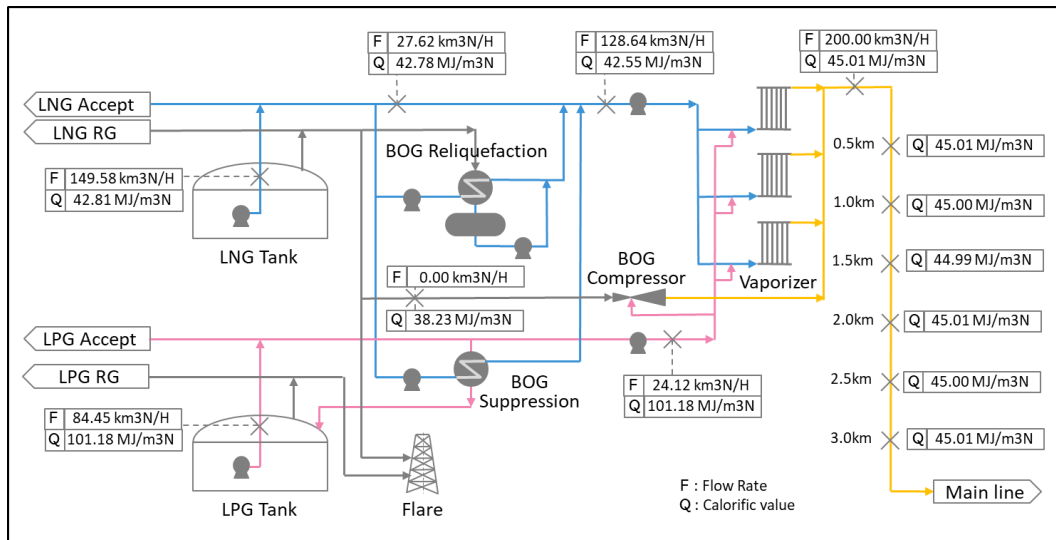 F 27.62 km3N/H
Q 42.78 MJ/m3N
F 128.64 km3N/H
Q 42.55 MJ/m3N
F 200.00 km3N/H
Q 45.01 MJ/m3N
LNG Accept
LNG RG
BOG Reliquefaction
0.5km
Q 45.01 MJ/m3N
F 149.58 km3N/H
Q 42.81 MJ/m3N
1.0km
Q 45.00 MJ/m3N
LNG Tank
BOG
Compressor
Vaporizer
1.5km
Q 44.99 MJ/m3N
F 0.00 km3N/H
Q 38.23 MJ/m3N
2.0km
Q 45.01 MJ/m3N
LPG Accept
LPG RG
BOG
Suppression
F 24.12 km3N/H
Q 101.18 MJ/m3N
2.5km
Q 45.00 MJ/m3N
F 84.45 km3N/H
Q 101.18 MJ/m3N
3.0km
Q 45.01 MJ/m3N
LPG Tank
Flare
F : Flow Rate
Q : Calorific value
Main line